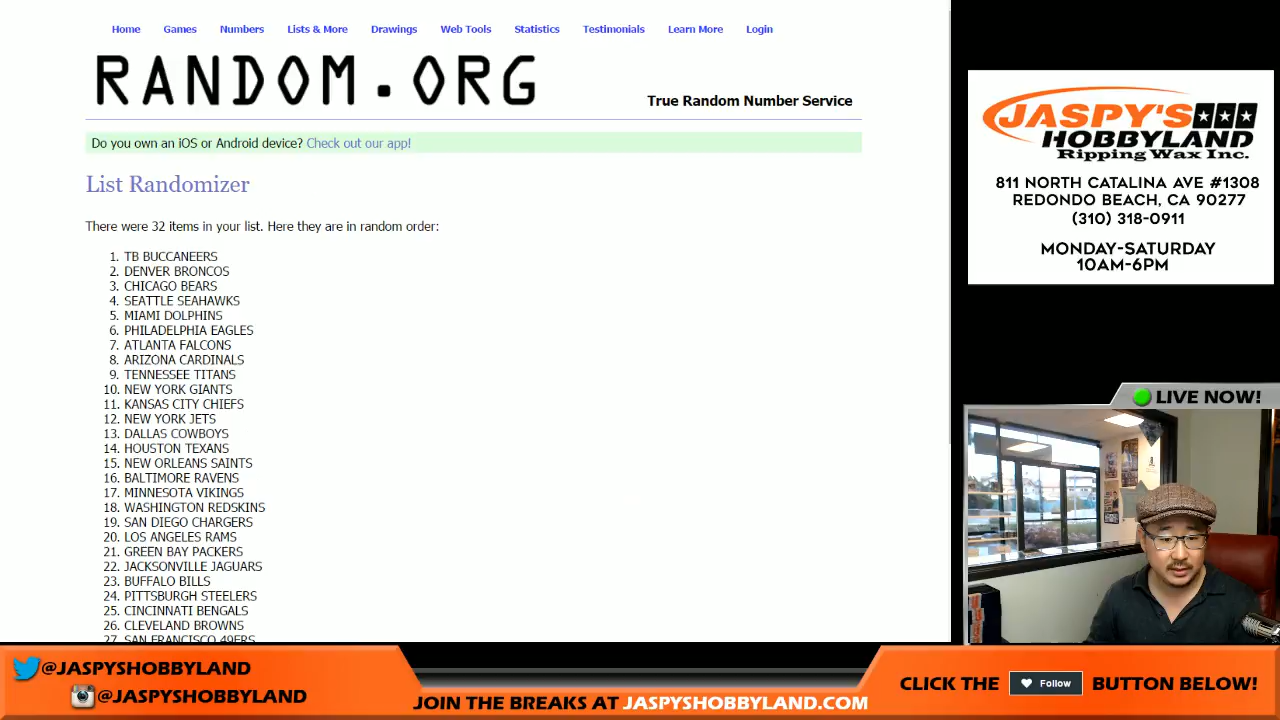 Home Games Numbers Lists & More Drawings Web Tools Statistics Testimonials Learn More Login
RANDOM.ORG
True Random Number Service
Do you own an iOS or Android device? Check out our app!
List Randomizer
There were 32 items in your list. Here they are in random order:
1. TB BUCCANEERS
2. DENVER BRONCOS
3. CHICAGO BEARS
4. SEATTLE SEAHAWKS
5. MIAMI DOLPHINS
6. PHILADELPHIA EAGLES
7. ATLANTA FALCONS
8. ARIZONA CARDINALS
9. TENNESSEE TITANS
10. NEW YORK GIANTS
11. KANSAS CITY CHIEFS
12. NEW YORK JETS
13. DALLAS COWBOYS
14. HOUSTON TEXANS
15. NEW ORLEANS SAINTS
16. BALTIMORE RAVENS
17. MINNESOTA VIKINGS
18. WASHINGTON REDSKINS
19. SAN DIEGO CHARGERS
20. LOS ANGELES RAMS
21. GREEN BAY PACKERS
22. JACKSONVILLE JAGUARS
23. BUFFALO BILLS
24. PITTSBURGH STEELERS
25. CINCINNATI BENGALS
26. CLEVELAND BROWNS
27. SAN FRANCISCO 49ERS
JASPY'S
HOBBYLAND
Ripping Wax Inc.
811 NORTH CATALINA AVE #1308
REDONDO BEACH, CA 90277
(310) 318-0911
MONDAY-SATURDAY
10AM-6PM
LIVE NOW!
@JASPYSHOBBYLAND
@JASPYSHOBBYLAND
JOIN THE BREAKS AT JASPYSHOBBYLAND.COM
CLICK THE Follow BUTTON BELOW!